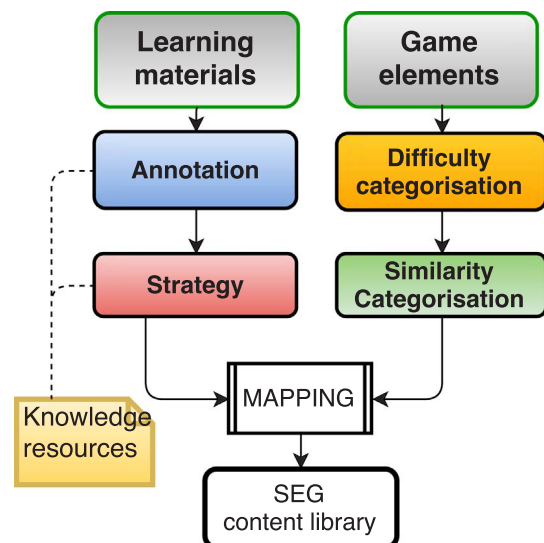 Learning
materials
Game
elements
Annotation
Difficulty
categorisation
Strategy
Similarity
Categorisation
MAPPING
Knowledge
resources
SEG
content library